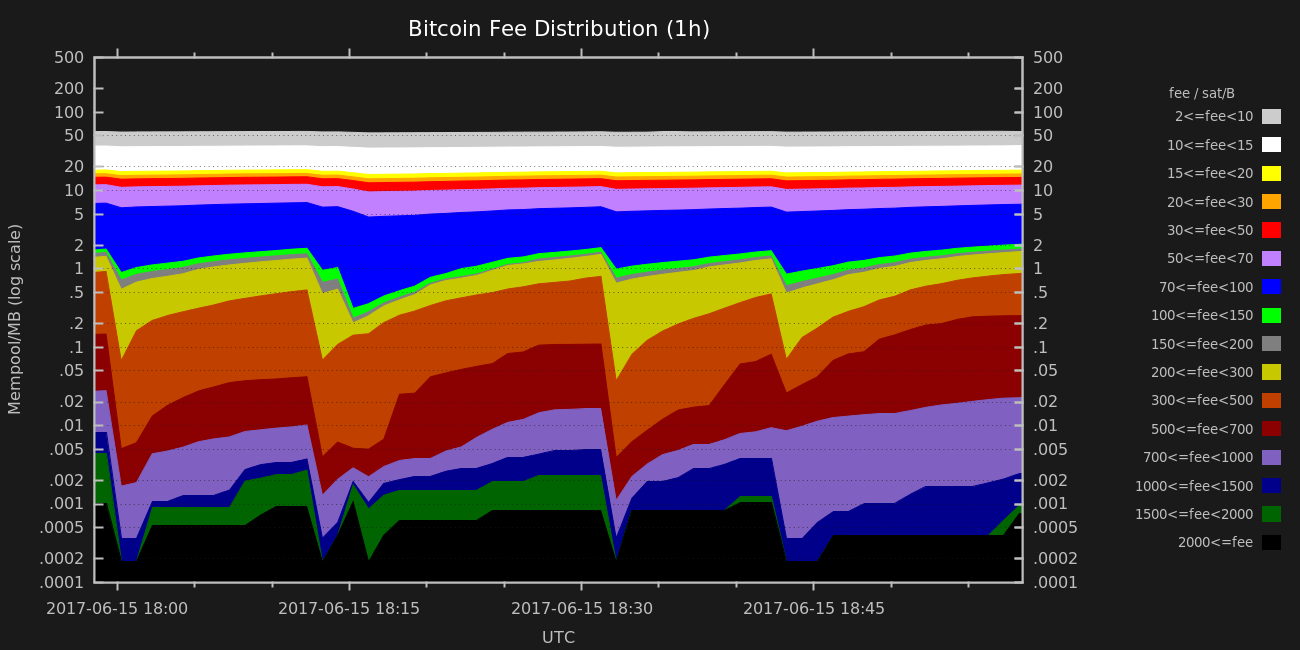 Bitcoin Fee Distribution (1h)
500
200
100
50
20
10
5
2
1
.5
.2
.1
.05
.02
.01
.005
.002
.001
.0005
.0002
.0001
Mempool/MB (log scale)
500
200
100
50
20
10
5
2
1
.5
.2
.1
.05
.02
.01
.005
.002
.001
.0005
.0002
.0001
2017-06-15 18:00
2017-06-15 18:15
2017-06-15 18:30
2017-06-15 18:45
UTC
fee / sat/B
2<=fee<10
10<=fee<15
15<=fee<20
20<=fee<30
30<=fee<50
50<=fee<70
70<=fee<100
100<=fee<150
150<=fee<200
200<=fee<300
300<=fee<500
500<=fee<700
700<=fee<1000
1000<=fee<1500
1500<=fee<2000
2000<=fee